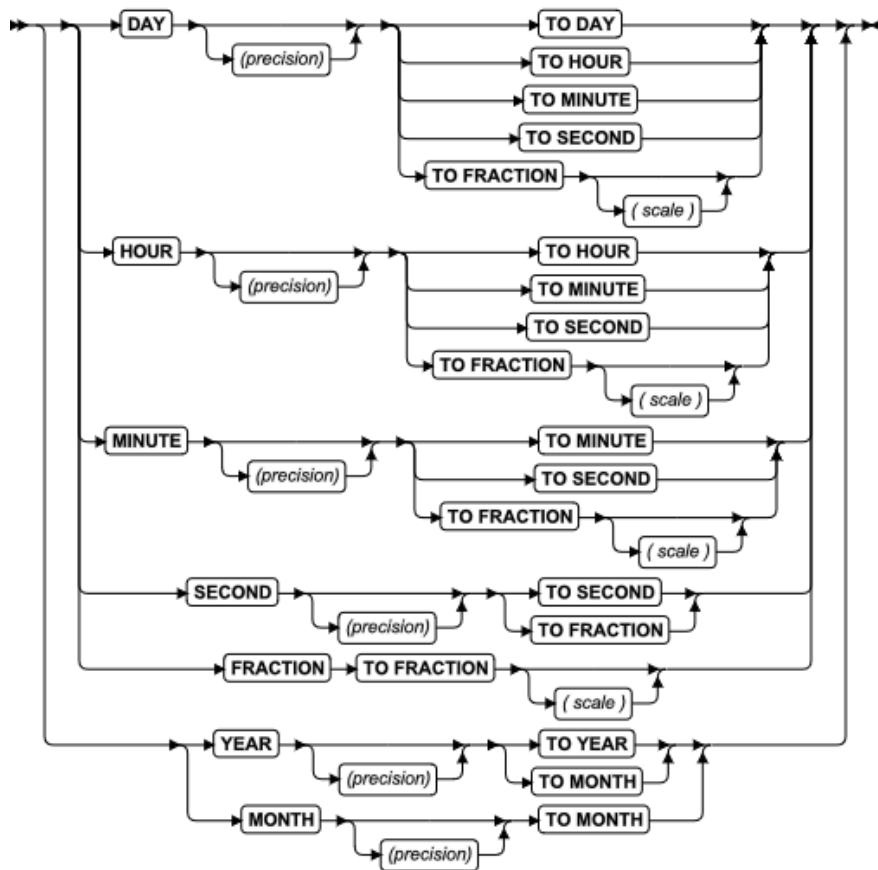 DAY TO DAY
(precision) TO HOUR
TO MINUTE
TO SECOND
TO FRACTION
( scale )
HOUR TO HOUR
(precision) TO MINUTE
TO SECOND
TO FRACTION
( scale )
MINUTE TO MINUTE
(precision) TO SECOND
TO FRACTION
( scale )
SECOND TO SECOND
(precision) TO FRACTION
FRACTION TO FRACTION
( scale )
YEAR TO YEAR
(precision) TO MONTH
MONTH TO MONTH
(precision)